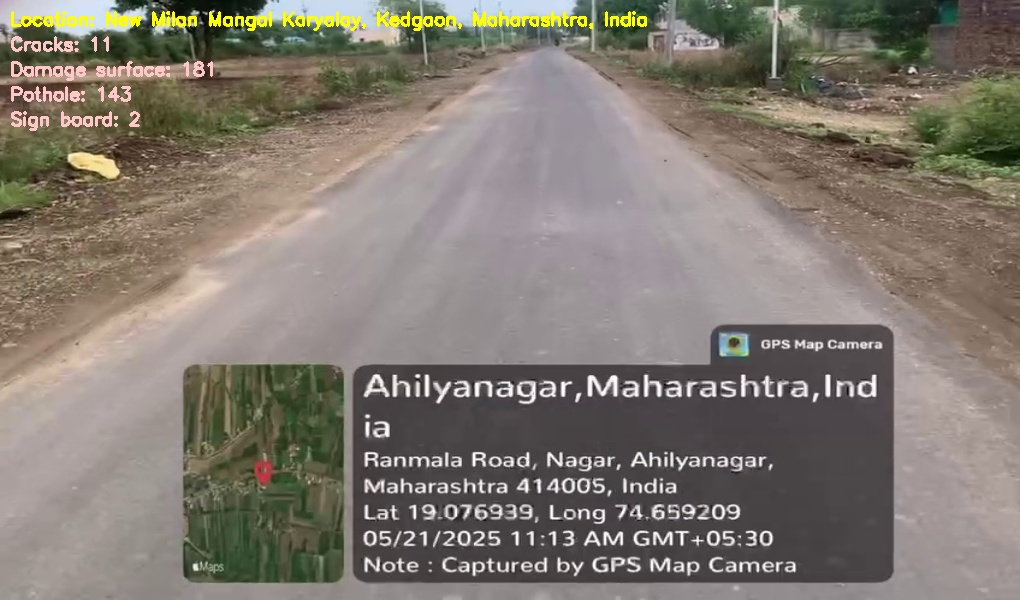 Location: New Milan Mangal Karyalay, Kedgaon, Maharashtra, India
Cracks: 11
Damage surface: 181
Pothole: 143
Sign board: 2
GPS Map Camera
Ahilyanagar,Maharashtra,Ind
ia
Ranmala Road, Nagar, Ahilyanagar,
Maharashtra 414005, India
Lat 19.076939, Long 74.659209
05/21/2025 11:13 AM GMT+05:30
Note : Captured by GPS Map Camera
Maps